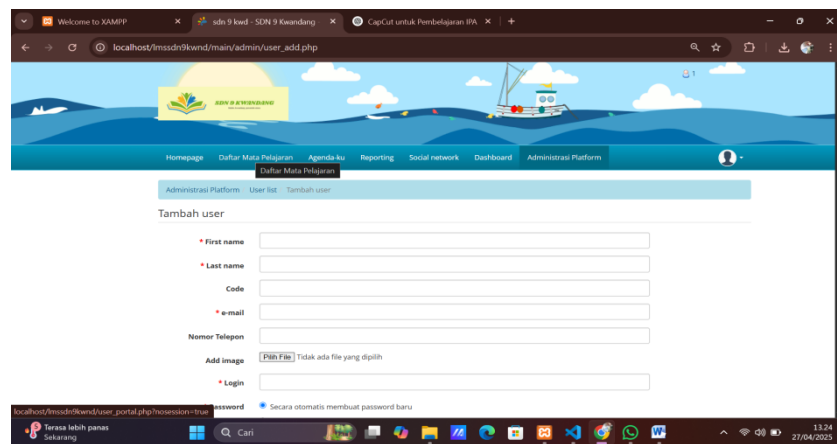 Welcome to XAMPP
sdn 9 kwd - SDN 9 Kwandang -
CapCut untuk Pembelajaran IPA
localhost/lmssdn9kwnd/main/admin/user_add.php
SDN 9 KWANDANG
1
Homepage Daftar Mata Pelajaran Agenda-ku Reporting Social network Dashboard Administrasi Platform
Daftar Mata Pelajaran
Administrasi Platform User list Tambah user
Tambah user
* First name
* Last name
Code
* e-mail
Nomor Telepon
Add image Pilih File Tidak ada file yang dipilih
* Login
Password Secara otomatis membuat password baru
localhost/lmssdn9kwnd/user_portal.php?nosession=true
Terasa lebih panas
Sekarang
Cari
13.24
27/04/2025